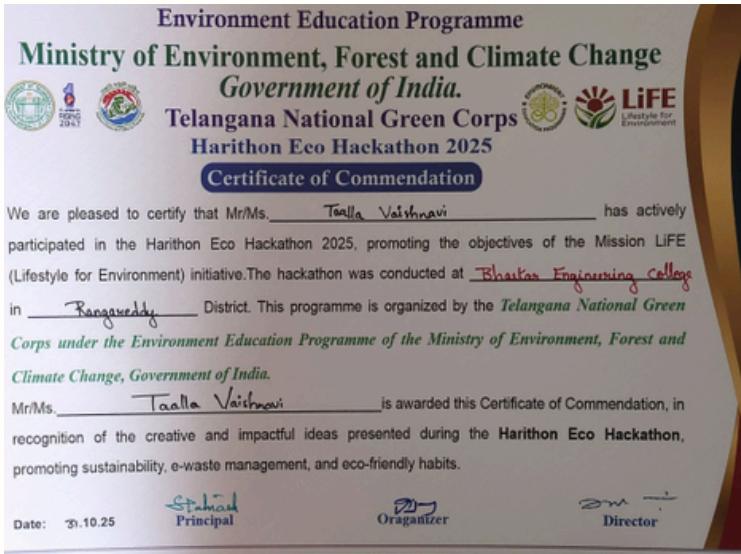 Environment Education Programme
Ministry of Environment, Forest and Climate Change
Government of India.
RISING
2047
LiFE
Lifestyle for
Environment
Telangana National Green Corps
Harithon Eco Hackathon 2025
Certificate of Commendation
We are pleased to certify that Mr/Ms. Taalla Vaishnavi has actively
participated in the Harithon Eco Hackathon 2025, promoting the objectives of the Mission LiFE
(Lifestyle for Environment) initiative.The hackathon was conducted at Bhaskar Engineering College
in Rangareddy District. This programme is organized by the Telangana National Green
Corps under the Environment Education Programme of the Ministry of Environment, Forest and
Climate Change, Government of India.
Mr/Ms. Taalla Vaishnavi is awarded this Certificate of Commendation, in
recognition of the creative and impactful ideas presented during the Harithon Eco Hackathon,
promoting sustainability, e-waste management, and eco-friendly habits.
Date: 31.10.25
Principal
Oraganizer
Director